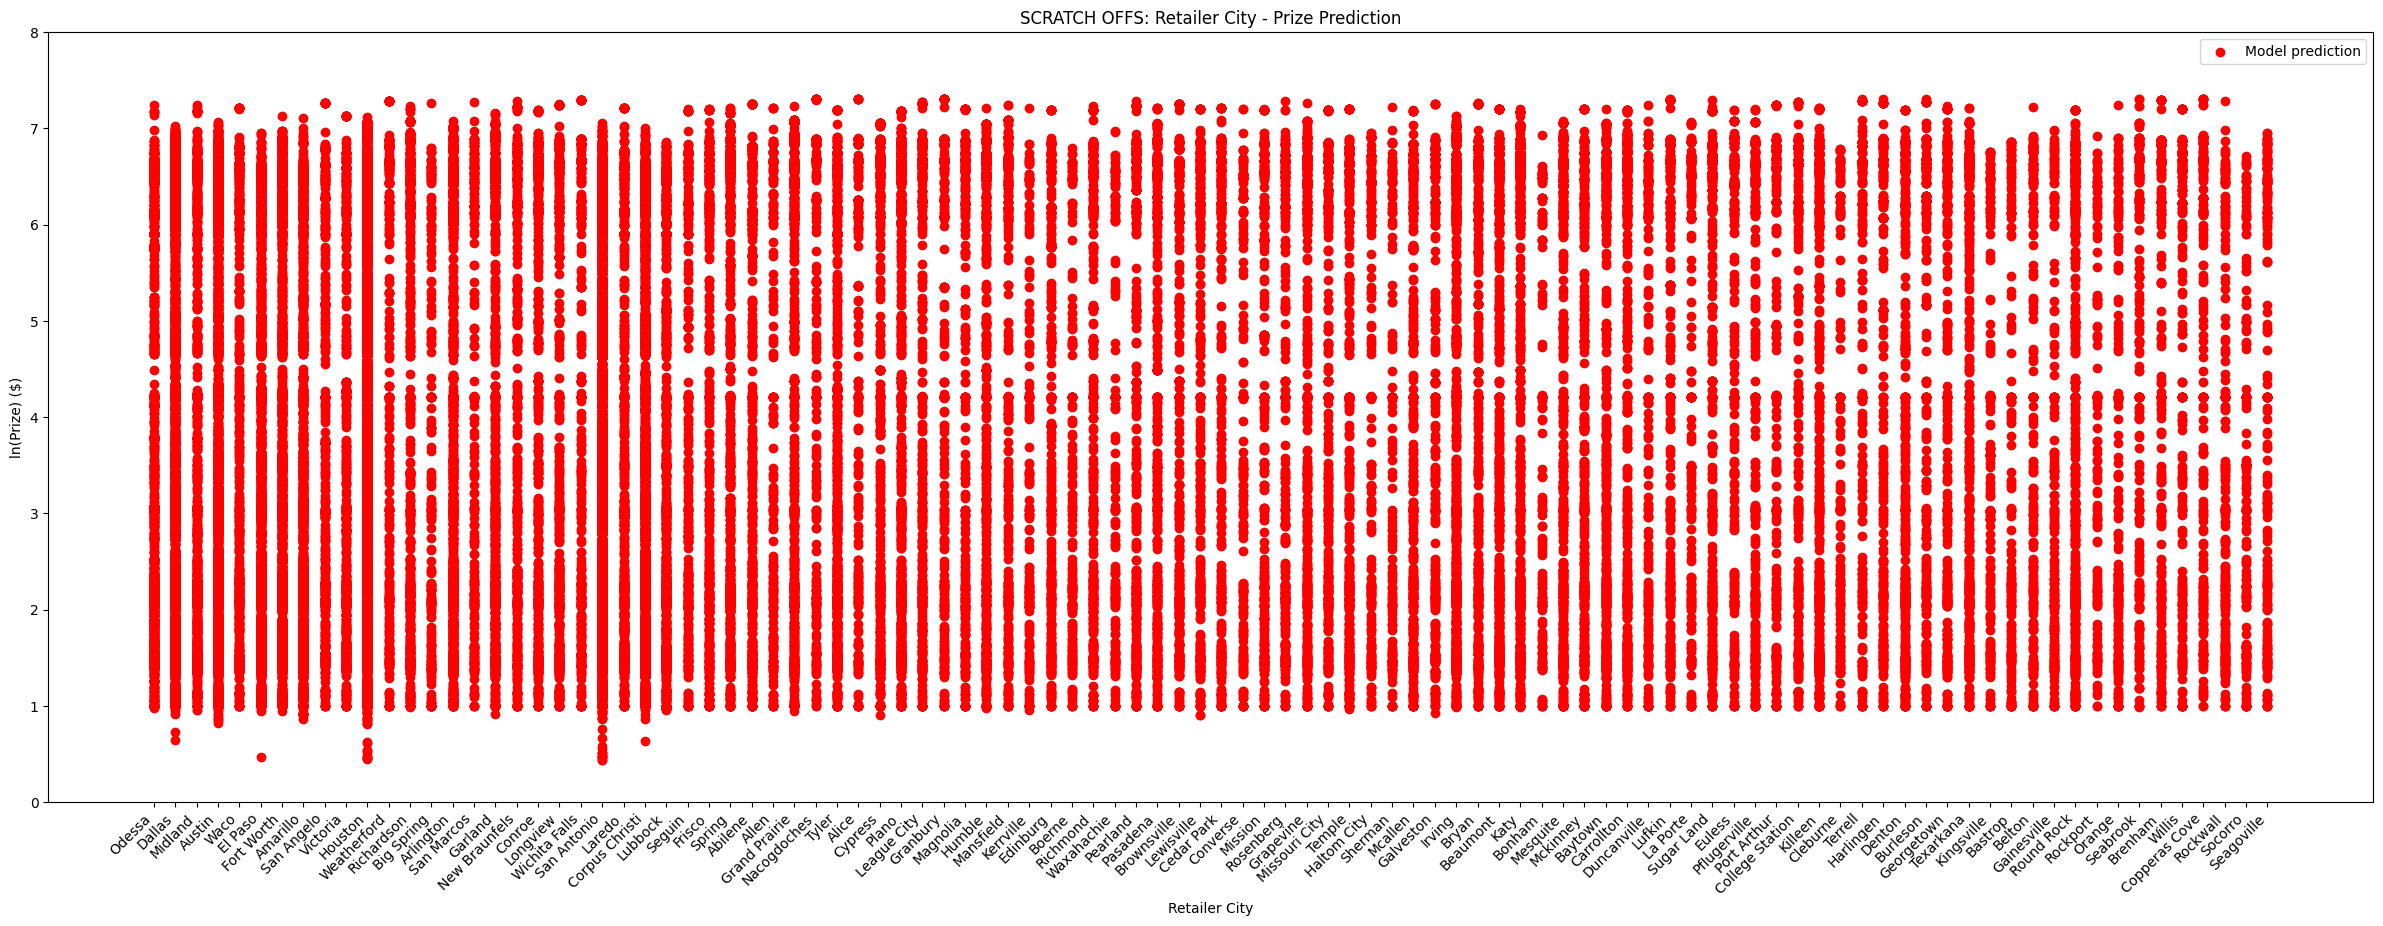 SCRATCH OFFS: Retailer City - Prize Prediction
Model prediction
ln(Prize) ($)
8
7
6
5
4
3
2
1
0
Odessa
Dallas
Midland
Austin
Waco
El Paso
Fort Worth
Amarillo
San Angelo
Victoria
Houston
Weatherford
Richardson
Big Spring
Arlington
San Marcos
Garland
New Braunfels
Conroe
Longview
Wichita Falls
San Antonio
Laredo
Corpus Christi
Lubbock
Seguin
Frisco
Spring
Abilene
Allen
Grand Prairie
Nacogdoches
Tyler
Alice
Cypress
Plano
League City
Granbury
Magnolia
Humble
Mansfield
Kerrville
Edinburg
Boerne
Richmond
Waxahachie
Pearland
Pasadena
Brownsville
Lewisville
Cedar Park
Converse
Mission
Rosenberg
Grapevine
Missouri City
Temple
Haltom City
Sherman
Mcallen
Galveston
Irving
Bryan
Beaumont
Katy
Bonham
Mesquite
Mckinney
Baytown
Carrollton
Duncanville
Lufkin
La Porte
Sugar Land
Euless
Pflugerville
Port Arthur
College Station
Killeen
Cleburne
Terrell
Harlingen
Denton
Burleson
Georgetown
Texarkana
Kingsville
Bastrop
Belton
Gainesville
Round Rock
Rockport
Orange
Seabrook
Brenham
Willis
Copperas Cove
Rockwall
Socorro
Seagoville
Retailer City